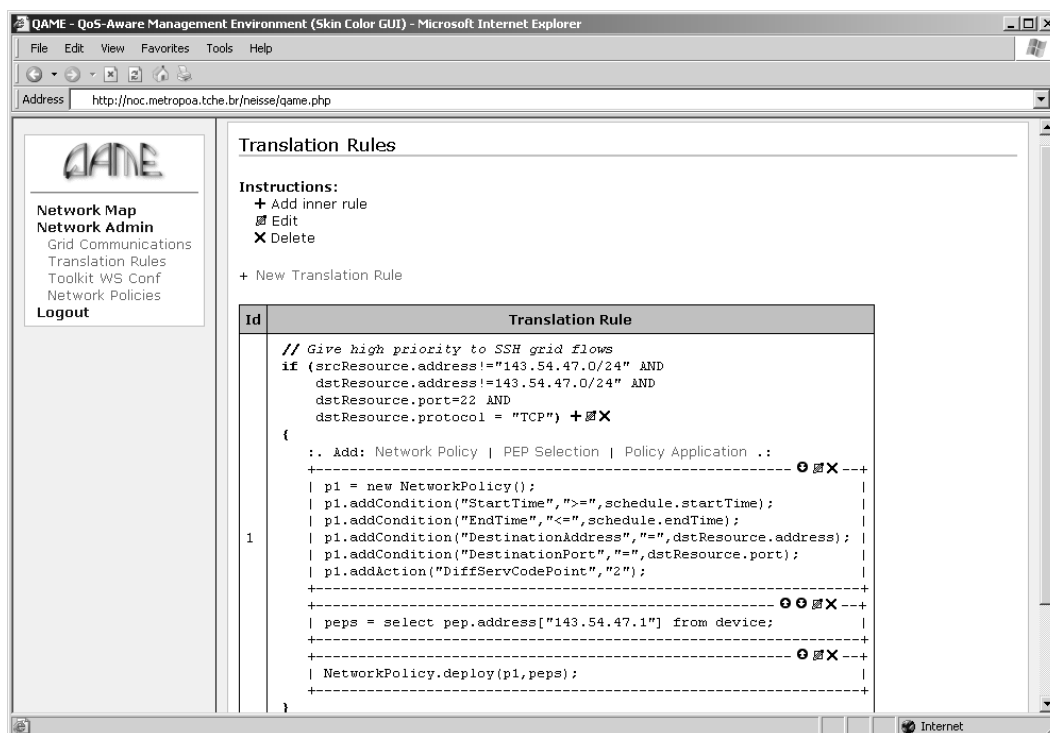 QAME - QoS-Aware Management Environment (Skin Color GUI) - Microsoft Internet Explorer
File Edit View Favorites Tools Help
Address http://noc.metropoa.tche.br/neisse/qame.php
QAME
Network Map
Network Admin
Grid Communications
Translation Rules
Toolkit WS Conf
Network Policies
Logout
Translation Rules
Instructions:
+ Add inner rule
Edit
X Delete
+ New Translation Rule
Id Translation Rule
1
// Give high priority to SSH grid flows
if (srcResource.address!="143.54.47.0/24" AND
dstResource.address!=143.54.47.0/24" AND
dstResource.port=22 AND
dstResource.protocol = "TCP") +X
{
:. Add: Network Policy | PEP Selection | Policy Application .:
| p1 = new NetworkPolicy(); |
| p1.addCondition("StartTime",">=",schedule.startTime); |
| p1.addCondition("EndTime","<=",schedule.endTime); |
| p1.addCondition("DestinationAddress","=",dstResource.address); |
| p1.addCondition("DestinationPort","=",dstResource.port); |
| p1.addAction("DiffServCodePoint","2"); |
| peps = select pep.address["143.54.47.1"] from device; |
| NetworkPolicy.deploy(p1,peps); |
}
Internet